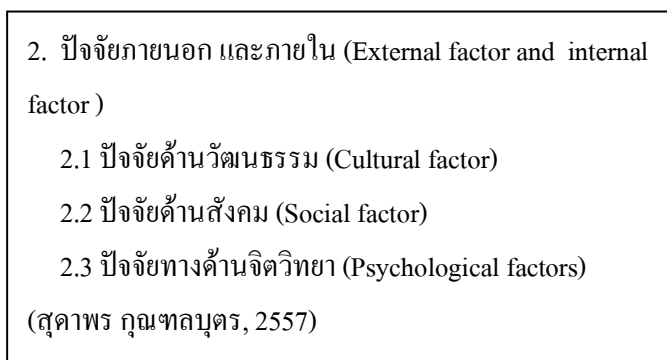 2. ปัจจัยภายนอก และภายใน (External factor and internal
factor )
2.1 ปัจจัยด้านวัฒนธรรม (Cultural factor)
2.2 ปัจจัยด้านสังคม (Social factor)
2.3 ปัจจัยทางด้านจิตวิทยา (Psychological factors)
(สุดาพร กุณฑลบุตร, 2557)